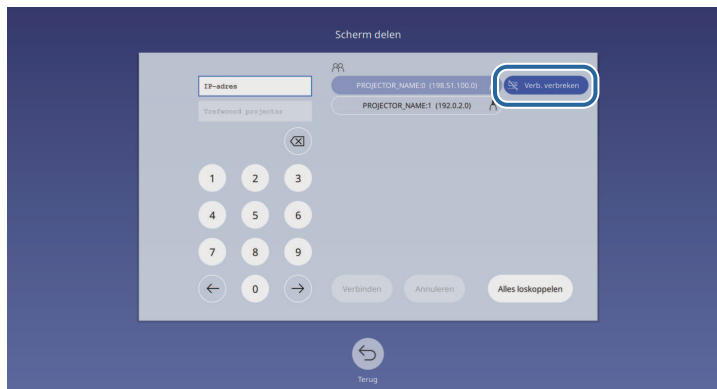 Scherm delen
IP-adres
Trefwoord projector
PROJECTOR_NAME:0 (198.51.100.0)
Verb. verbreken
PROJECTOR_NAME:1 (192.0.2.0)
1 2 3
4 5 6
7 8 9
0
Verbinden Annuleren Alles loskoppelen
Terug